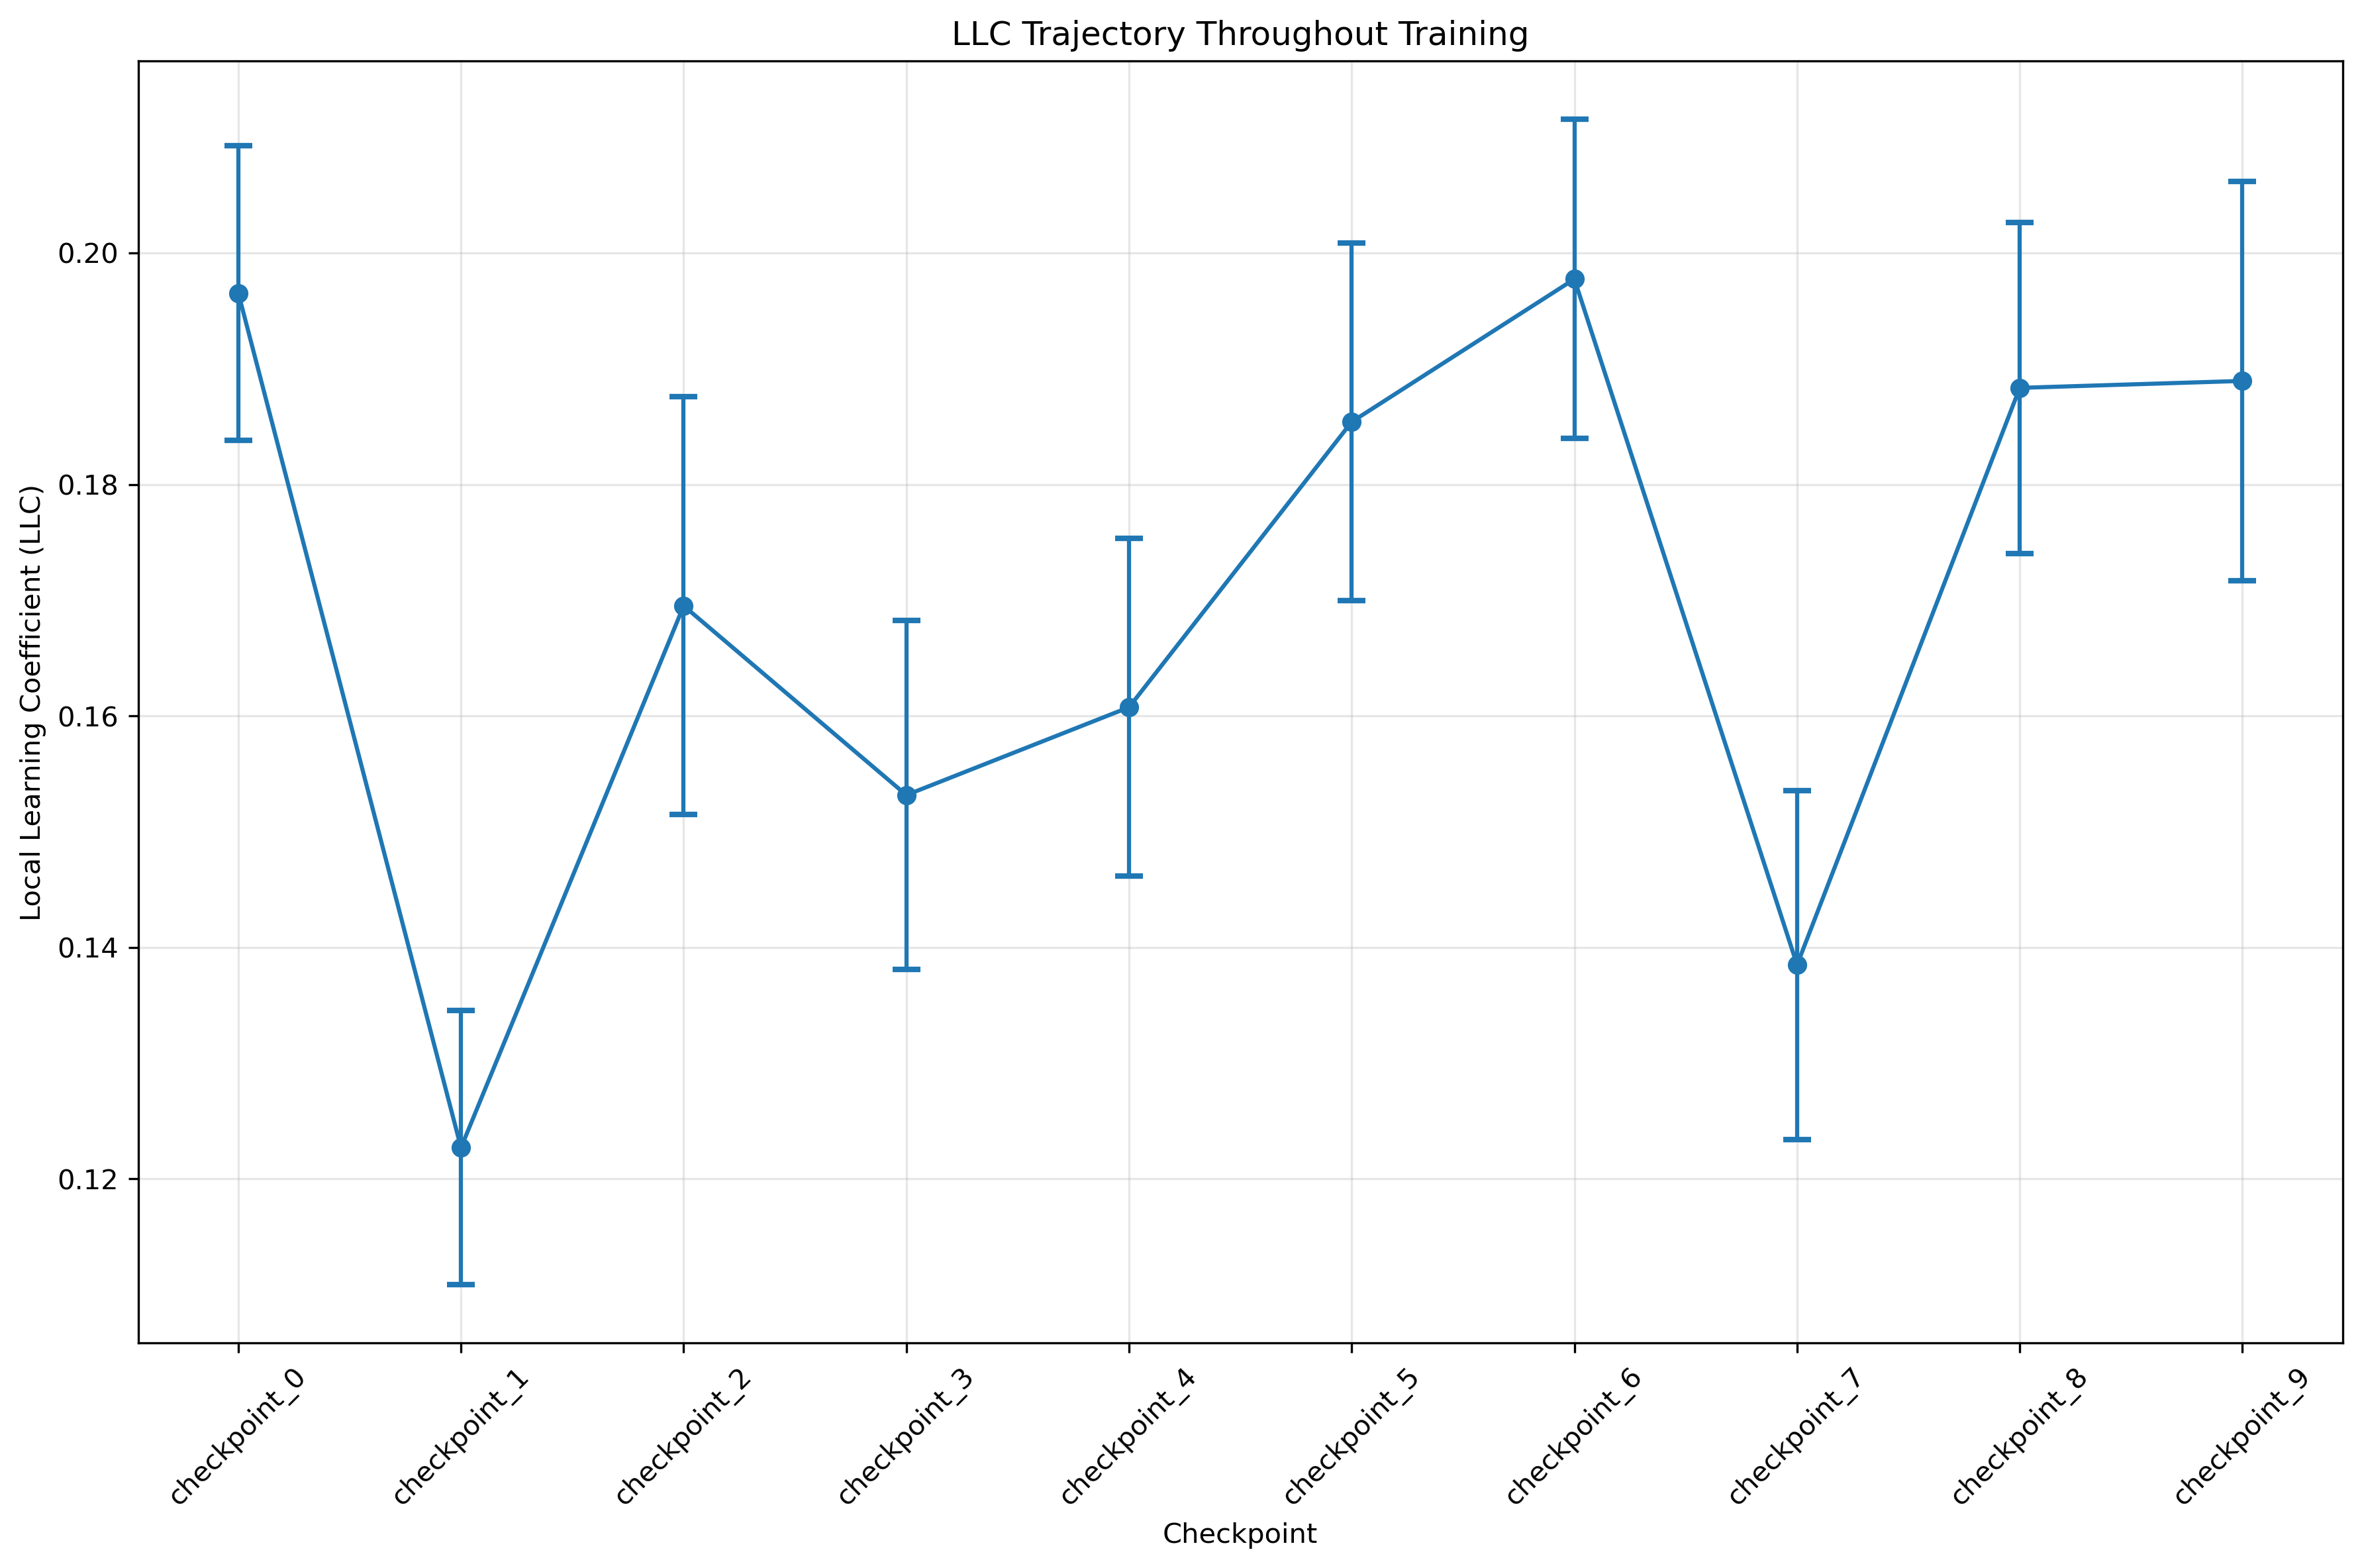 LLC Trajectory Throughout Training
Local Learning Coefficient (LLC)
0.20
0.18
0.16
0.14
0.12
checkpoint_0
checkpoint_1
checkpoint_2
checkpoint_3
checkpoint_4
checkpoint_5
checkpoint_6
checkpoint_7
checkpoint_8
checkpoint_9
Checkpoint